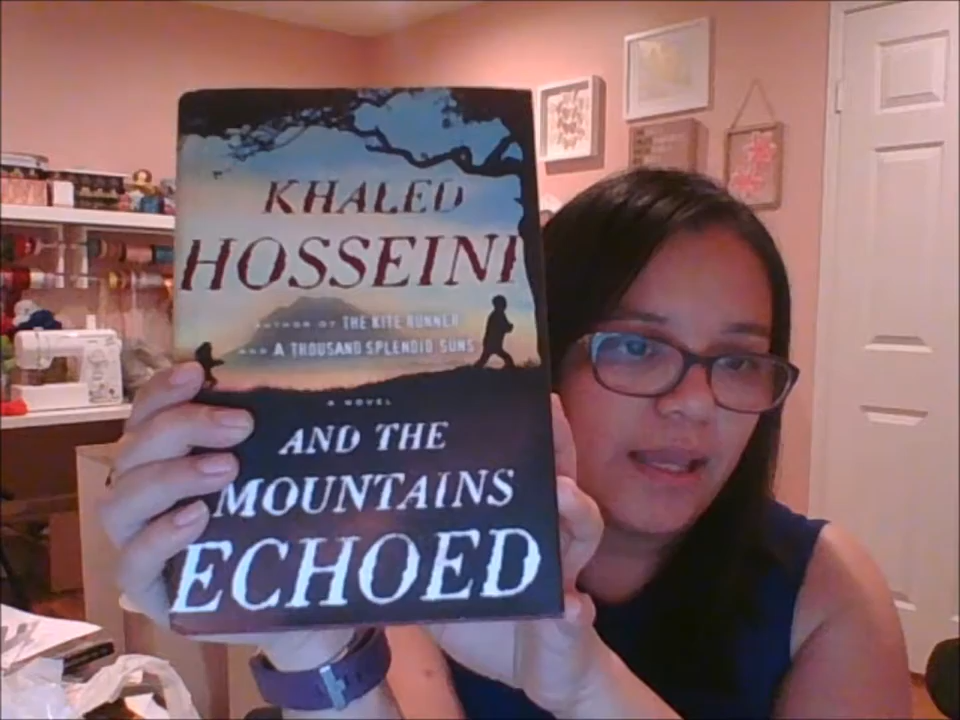 KHALED
HOSSEINI
AUTHOR OF THE KITE RUNNER
AND A THOUSAND SPLENDID SUNS
A NOVEL
AND THE
MOUNTAINS
ECHOED